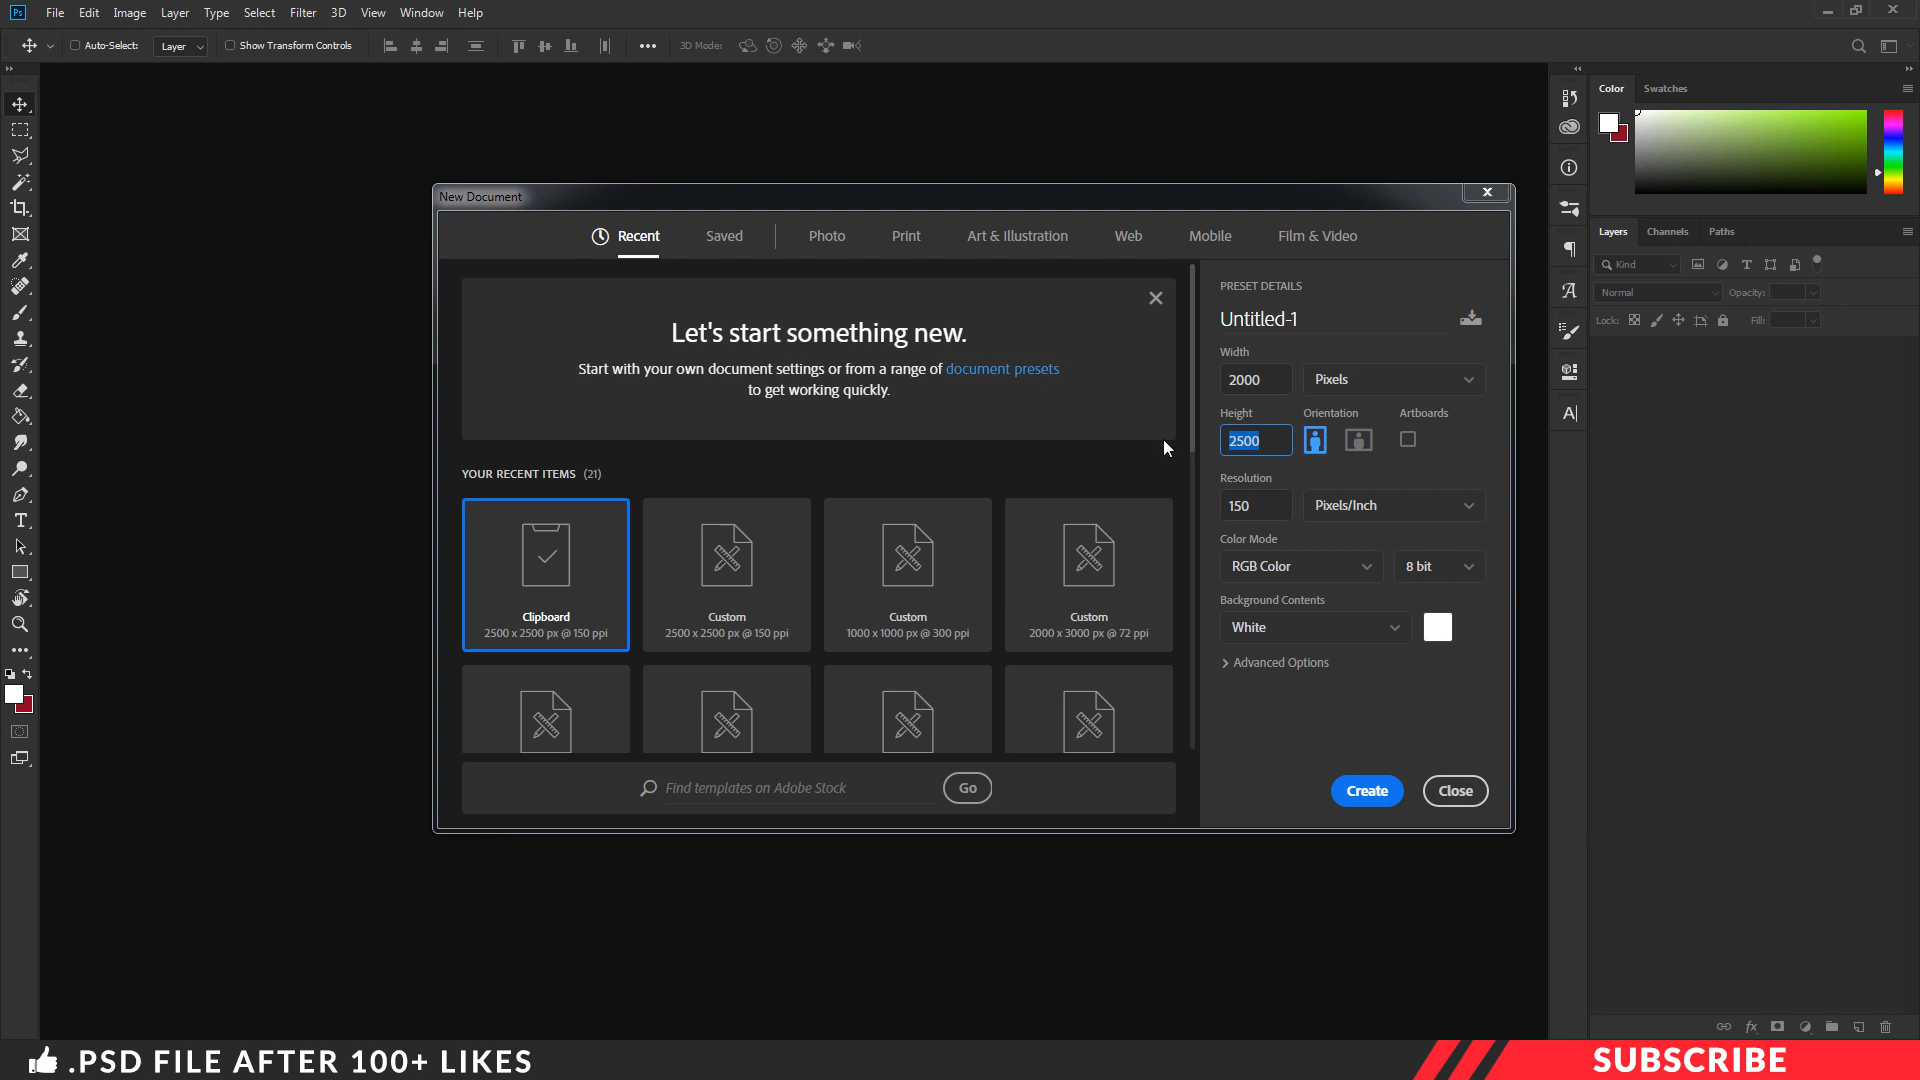 Ps File Edit Image Layer Type Select Filter 3D View Window Help
Auto-Select: Layer Show Transform Controls 3D Mode:
New Document
Recent Saved Photo Print Art & Illustration Web Mobile Film & Video
Let's start something new.
Start with your own document settings or from a range of document presets
to get working quickly.
YOUR RECENT ITEMS (21)
Clipboard
2500 x 2500 px @ 150 ppi
Custom
2500 x 2500 px @ 150 ppi
Custom
1000 x 1000 px @ 300 ppi
Custom
2000 x 3000 px @ 72 ppi
Find templates on Adobe Stock Go
PRESET DETAILS
Untitled-1
Width
2000 Pixels
Height Orientation Artboards
2500
Resolution
150 Pixels/Inch
Color Mode
RGB Color 8 bit
Background Contents
White
Advanced Options
Create Close
Color Swatches
Layers Channels Paths
Kind
Normal Opacity:
Lock: Fill:
.PSD FILE AFTER 100+ LIKES
SUBSCRIBE